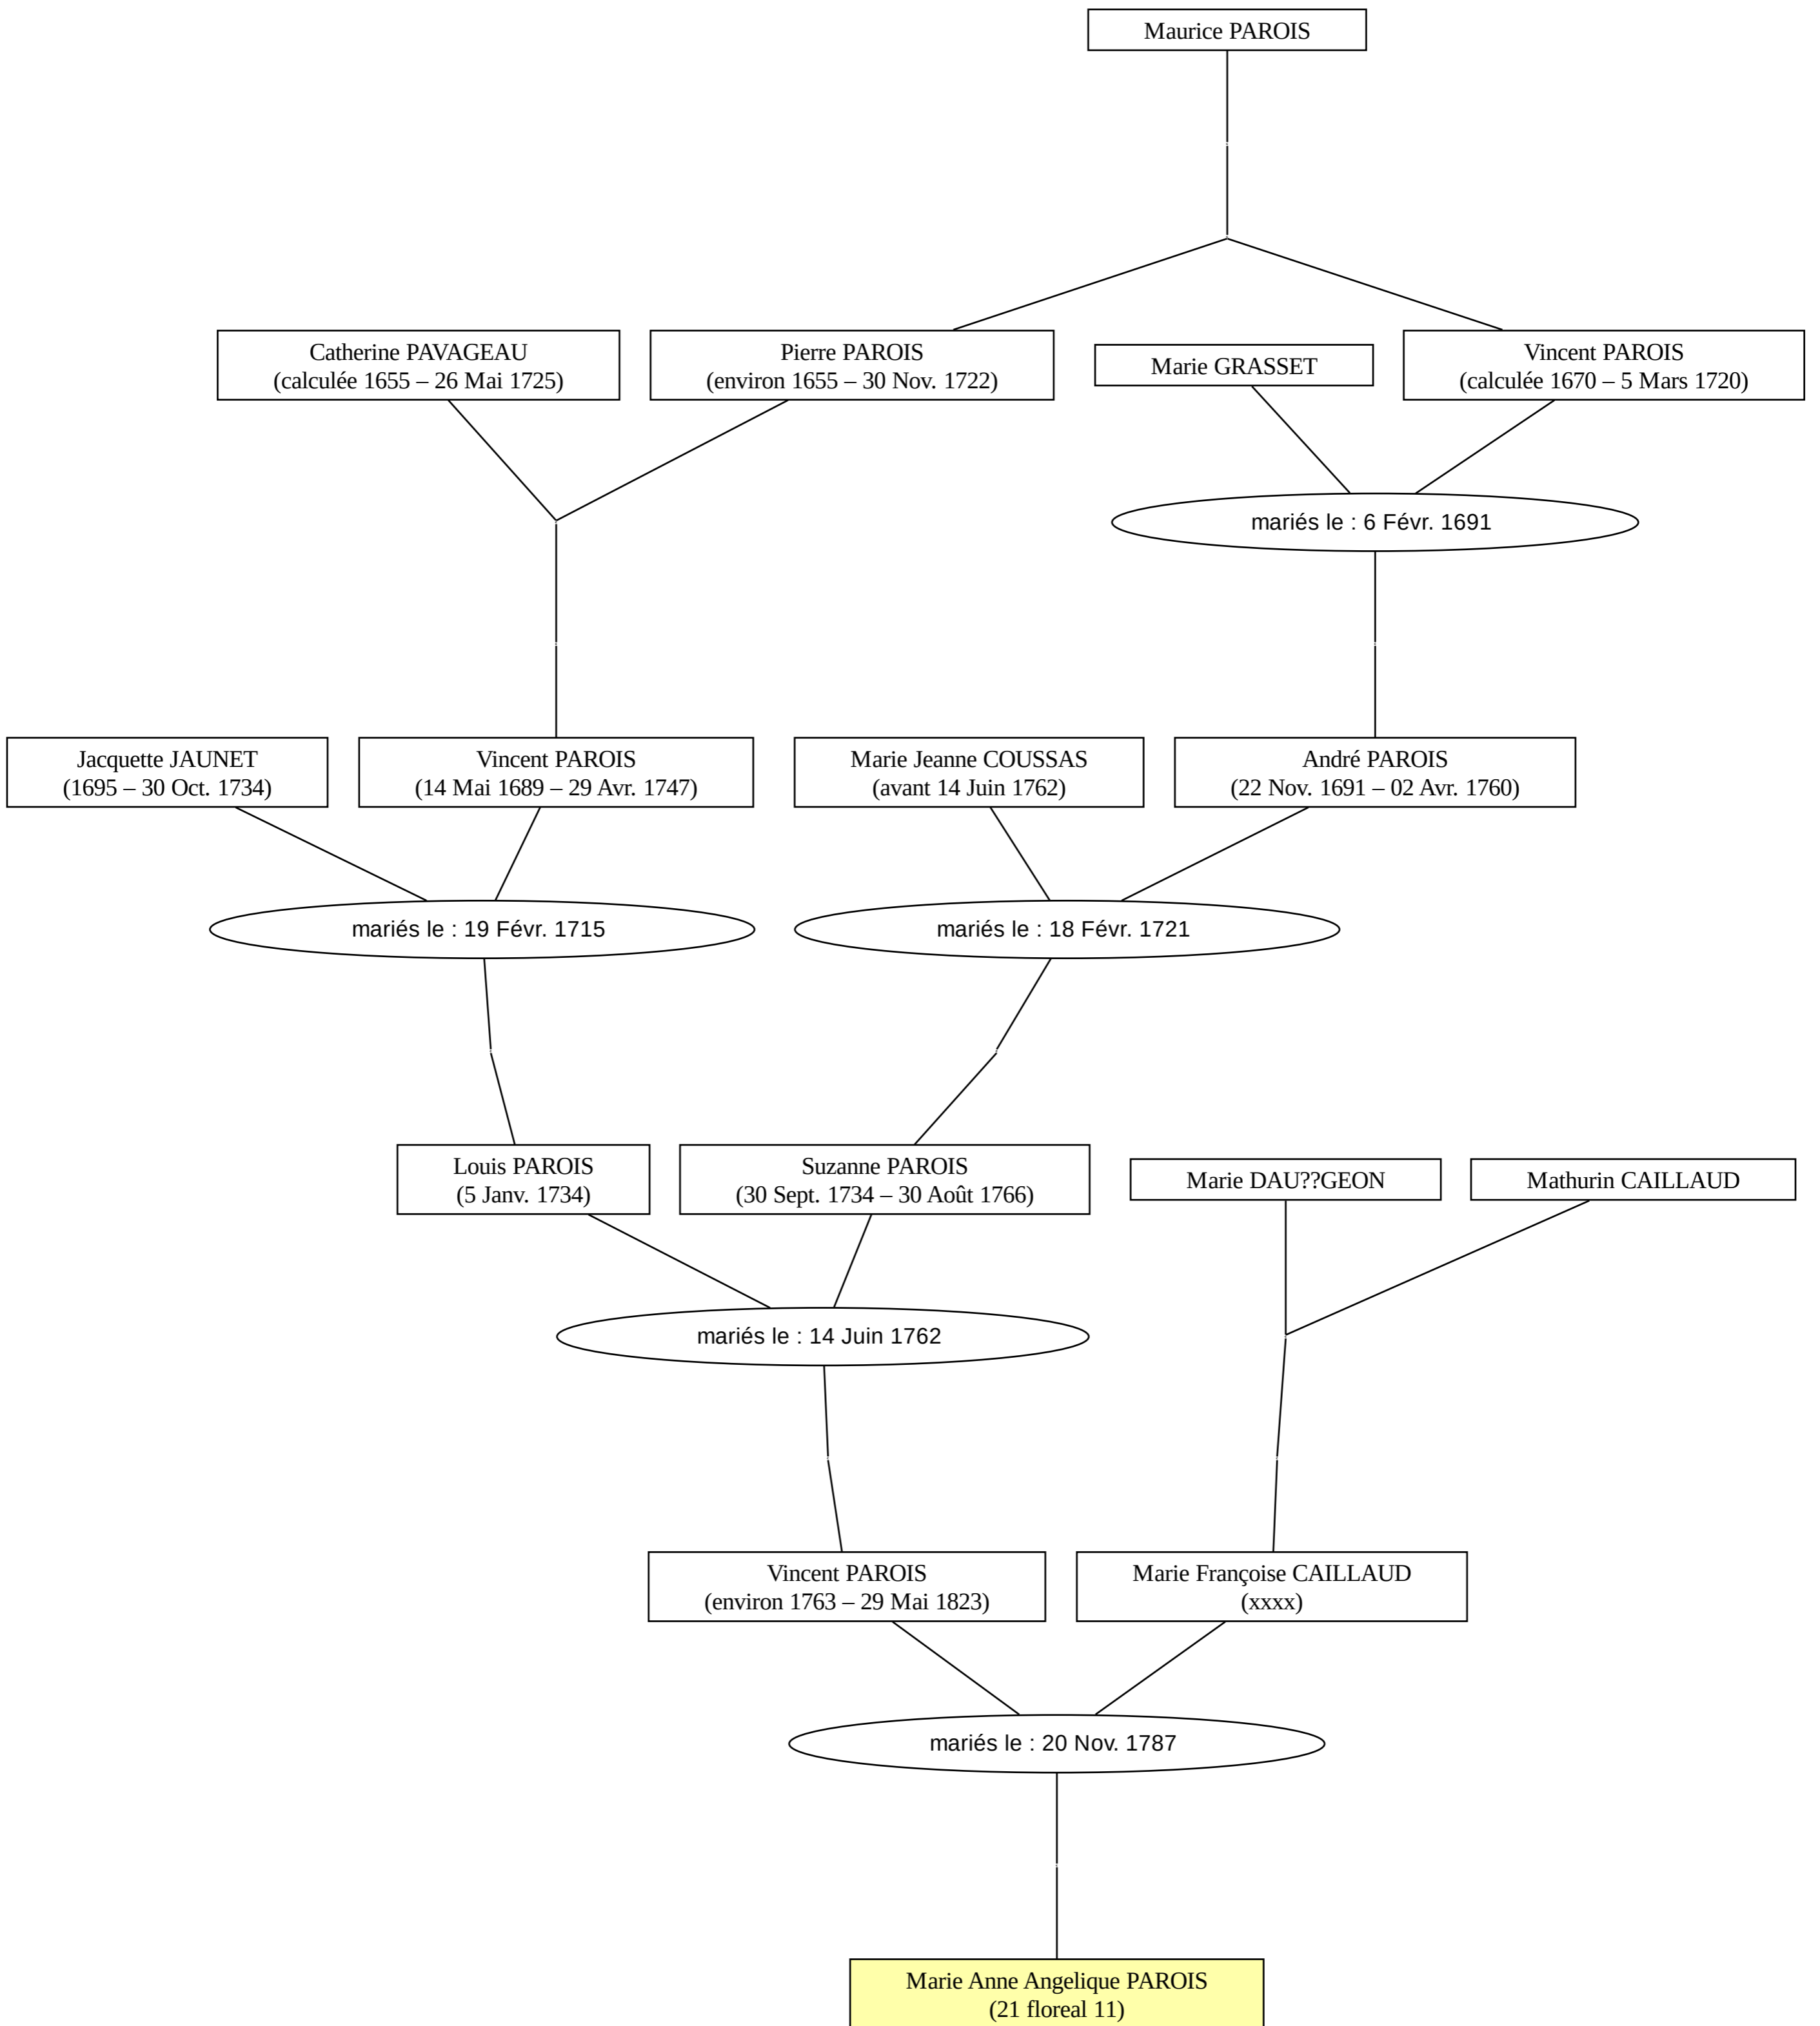 Maurice PAROIS
Catherine PAVAGEAU
(calculée 1655 – 26 Mai 1725)
Pierre PAROIS
(environ 1655 – 30 Nov. 1722)
Marie GRASSET
Vincent PAROIS
(calculée 1670 – 5 Mars 1720)
mariés le : 6 Févr. 1691
Jacquette JAUNET
(1695 – 30 Oct. 1734)
Vincent PAROIS
(14 Mai 1689 – 29 Avr. 1747)
Marie Jeanne COUSSAS
(avant 14 Juin 1762)
André PAROIS
(22 Nov. 1691 – 02 Avr. 1760)
mariés le : 19 Févr. 1715
mariés le : 18 Févr. 1721
Louis PAROIS
(5 Janv. 1734)
Suzanne PAROIS
(30 Sept. 1734 – 30 Août 1766)
Marie DAU??GEON
Mathurin CAILLAUD
mariés le : 14 Juin 1762
Vincent PAROIS
(environ 1763 – 29 Mai 1823)
Marie Françoise CAILLAUD
(xxxx)
mariés le : 20 Nov. 1787
Marie Anne Angelique PAROIS
(21 floreal 11)